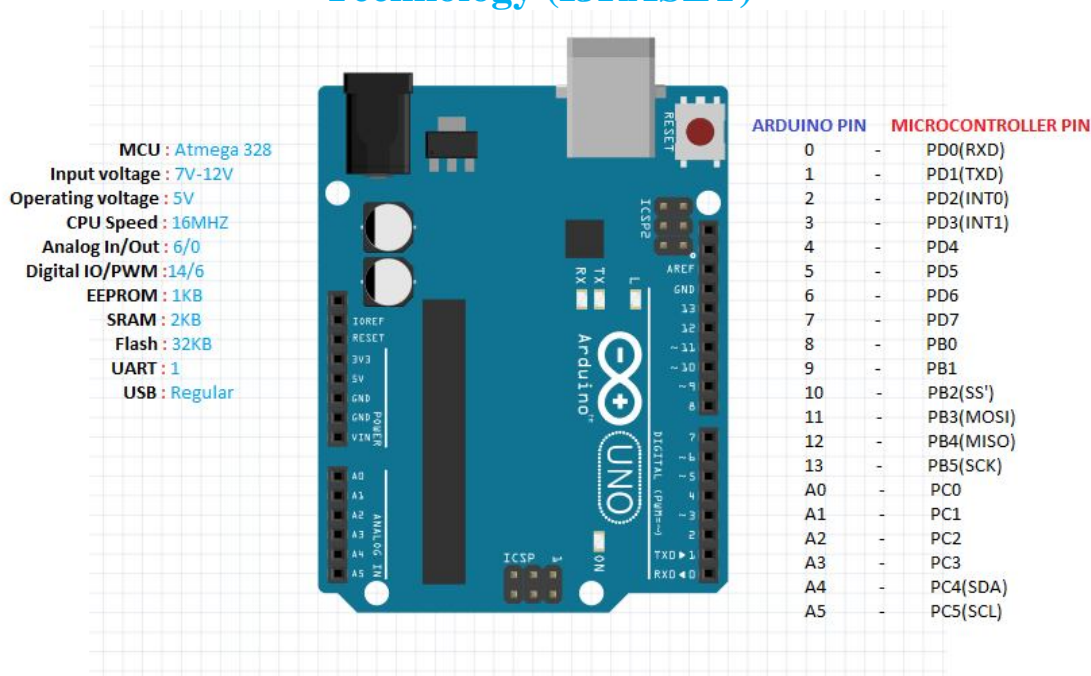 MCU : Atmega 328
Input voltage : 7V-12V
Operating voltage : 5V
CPU Speed : 16MHZ
Analog In/Out : 6/0
Digital IO/PWM :14/6
EEPROM : 1KB
SRAM : 2KB
Flash : 32KB
UART : 1
USB : Regular
RESET
ICSP2
AREF
GND
13
12
~11
~10
~9
8
7
~6
~5
4
~3
2
TXD▶1
RXD◀0
DIGITAL (PWM=~)
RX
TX
L
Arduino™
UNO
ON
ICSP
1
IOREF
RESET
3V3
5V
GND
GND
VIN
POWER
A0
A1
A2
A3
A4
A5
ANALOG IN
ARDUINO PIN MICROCONTROLLER PIN
0 - PD0(RXD)
1 - PD1(TXD)
2 - PD2(INT0)
3 - PD3(INT1)
4 - PD4
5 - PD5
6 - PD6
7 - PD7
8 - PB0
9 - PB1
10 - PB2(SS')
11 - PB3(MOSI)
12 - PB4(MISO)
13 - PB5(SCK)
A0 - PC0
A1 - PC1
A2 - PC2
A3 - PC3
A4 - PC4(SDA)
A5 - PC5(SCL)